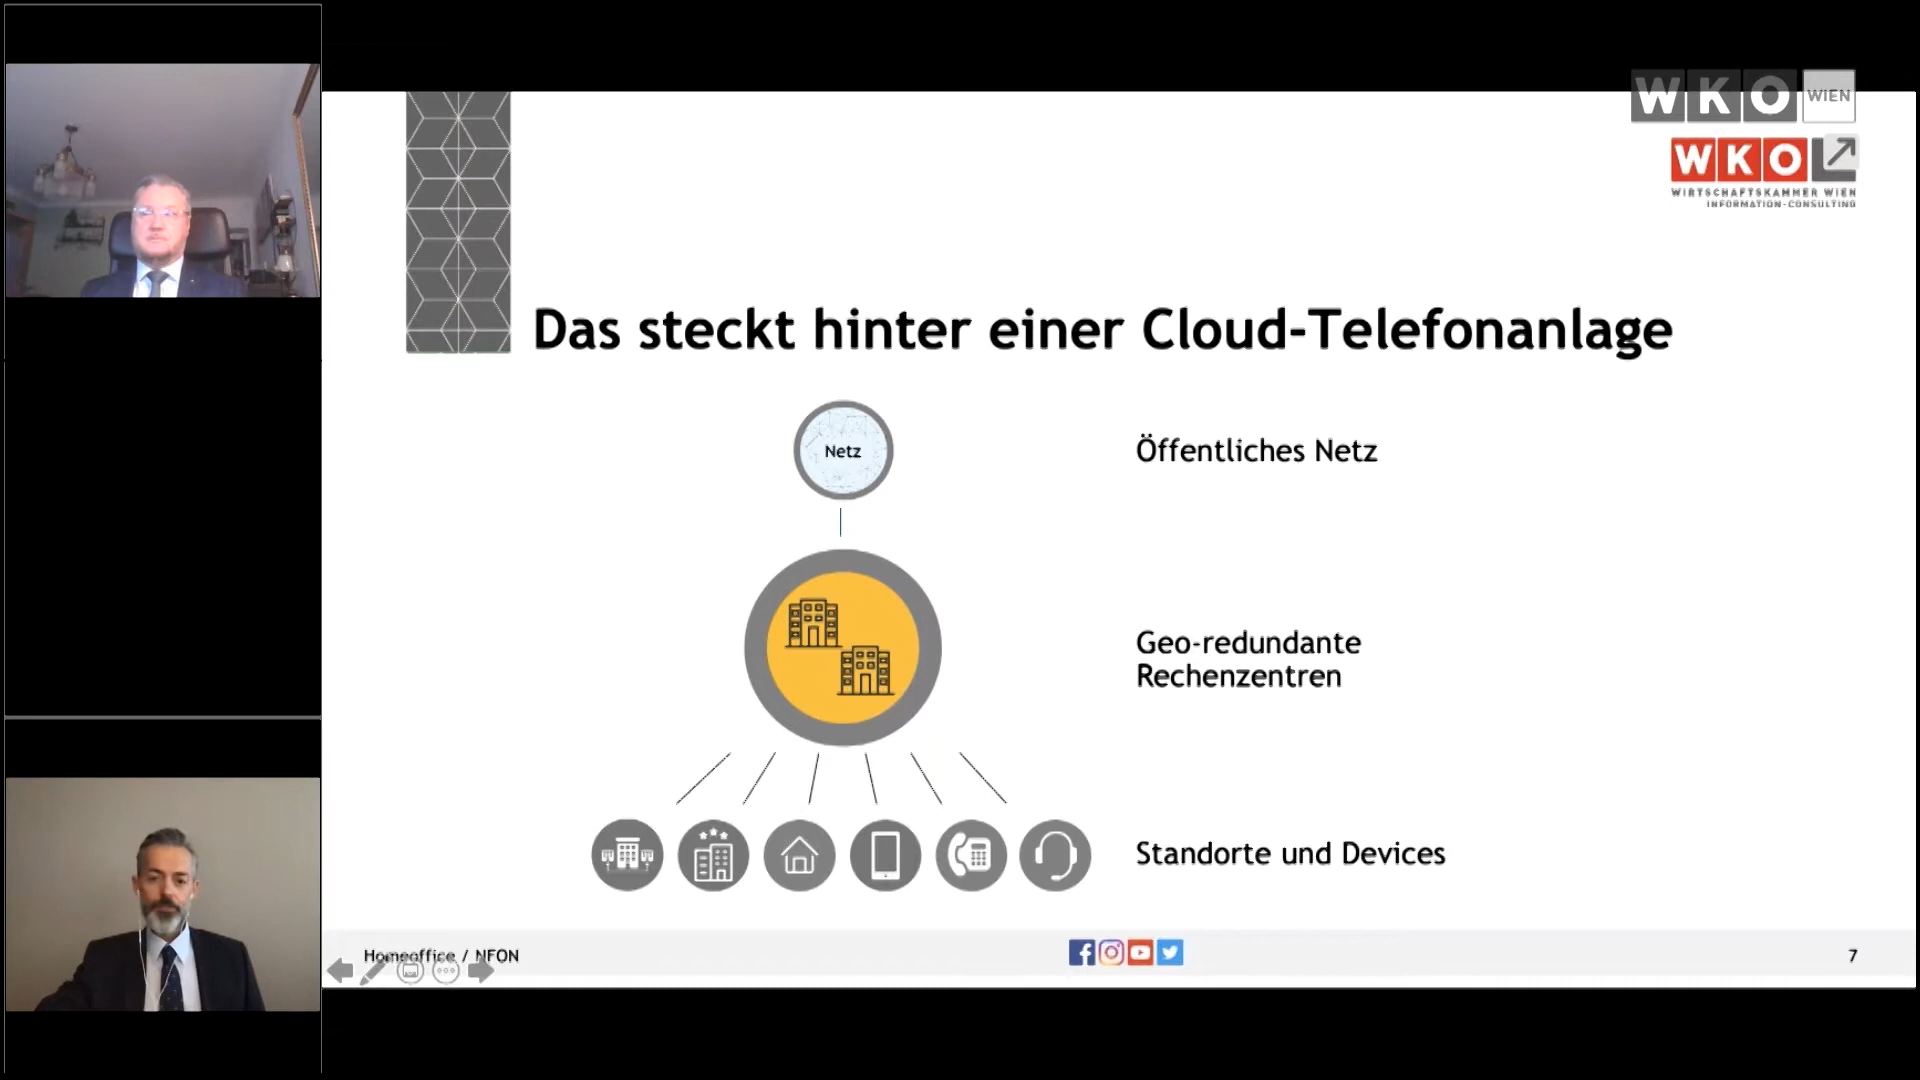 WKO WIEN
WKO
WIRTSCHAFTSKAMMER WIEN
INFORMATION·CONSULTING
Das steckt hinter einer Cloud-Telefonanlage
Netz
Öffentliches Netz
Geo-redundante
Rechenzentren
Standorte und Devices
Homeoffice / NFON
7